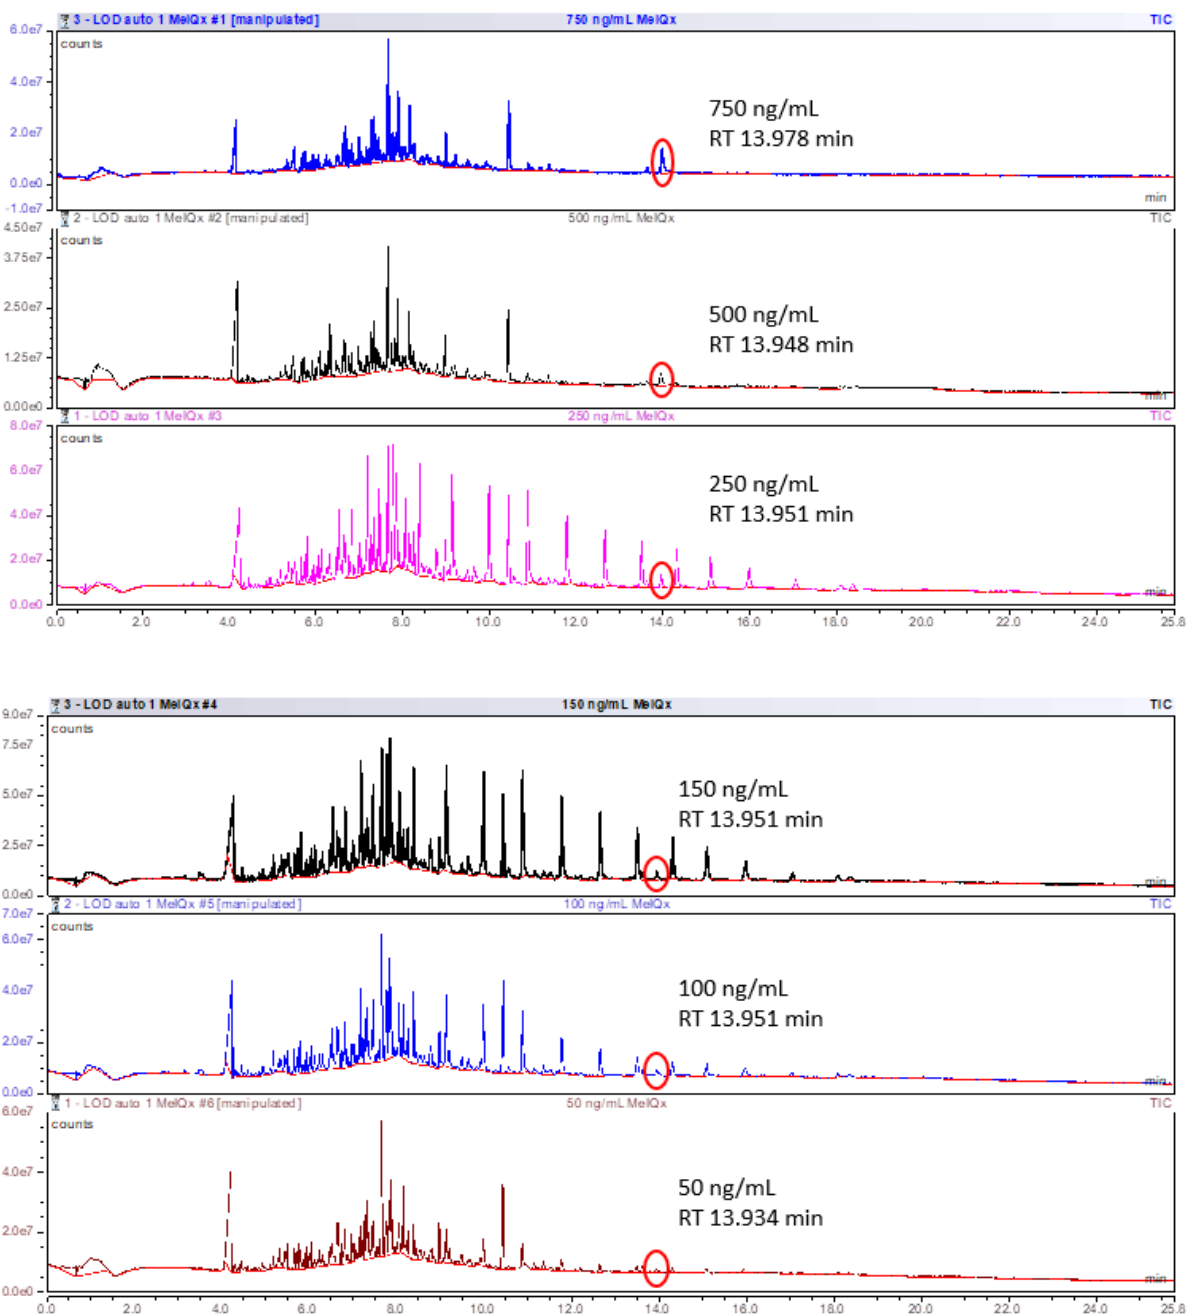 3 - LOD auto 1 MeIQx #1 [manipulated] 750 ng/mL MeIQx TIC
6.0e7
counts
4.0e7
2.0e7
0.0e0
-1.0e7
750 ng/mL
RT 13.978 min
min
2 - LOD auto 1 MeIQx #2 [manipulated] 500 ng/mL MeIQx TIC
4.50e7
counts
3.75e7
2.50e7
1.25e7
0.00e0
500 ng/mL
RT 13.948 min
min
1 - LOD auto 1 MeIQx #3 250 ng/mL MeIQx TIC
8.0e7
counts
6.0e7
4.0e7
2.0e7
0.0e0
250 ng/mL
RT 13.951 min
min
0.0 2.0 4.0 6.0 8.0 10.0 12.0 14.0 16.0 18.0 20.0 22.0 24.0 25.8
3 - LOD auto 1 MeIQx #4 150 ng/mL MeIQx TIC
9.0e7
counts
7.5e7
5.0e7
2.5e7
0.0e0
150 ng/mL
RT 13.951 min
min
2 - LOD auto 1 MeIQx #5 [manipulated] 100 ng/mL MeIQx TIC
7.0e7
counts
6.0e7
4.0e7
2.0e7
0.0e0
100 ng/mL
RT 13.951 min
min
1 - LOD auto 1 MeIQx #6 [manipulated] 50 ng/mL MeIQx TIC
6.0e7
counts
4.0e7
2.0e7
0.0e0
50 ng/mL
RT 13.934 min
min
0.0 2.0 4.0 6.0 8.0 10.0 12.0 14.0 16.0 18.0 20.0 22.0 24.0